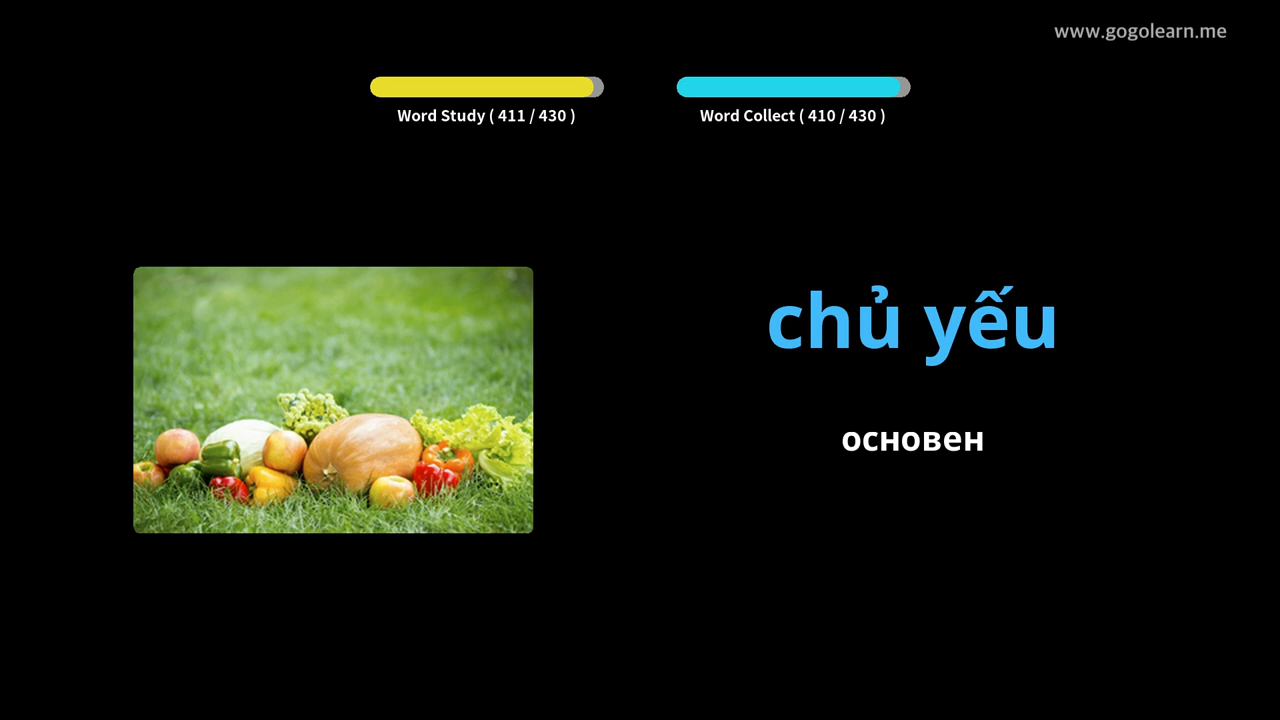 www.gogolearn.me
Word Study ( 411 / 430 )
Word Collect ( 410 / 430 )
chủ yếu
основен